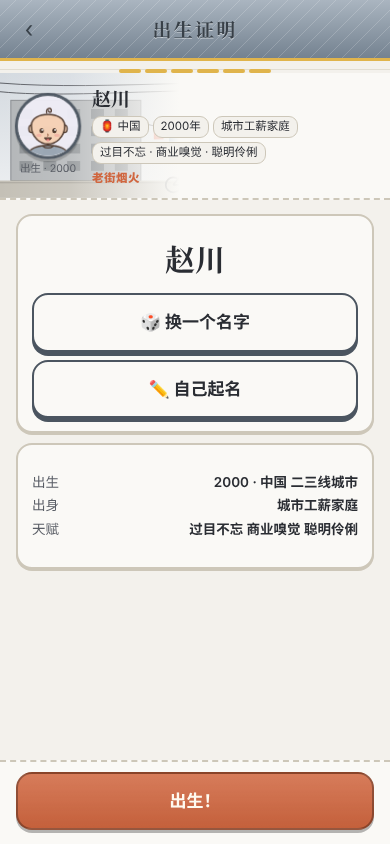 出生证明
赵川
中国 2000年 城市工薪家庭
过目不忘 · 商业嗅觉 · 聪明伶俐
出生 · 2000
老街烟火
赵川
换一个名字
自己起名
出生 2000 · 中国 二三线城市
出身 城市工薪家庭
天赋 过目不忘 商业嗅觉 聪明伶俐
出生！